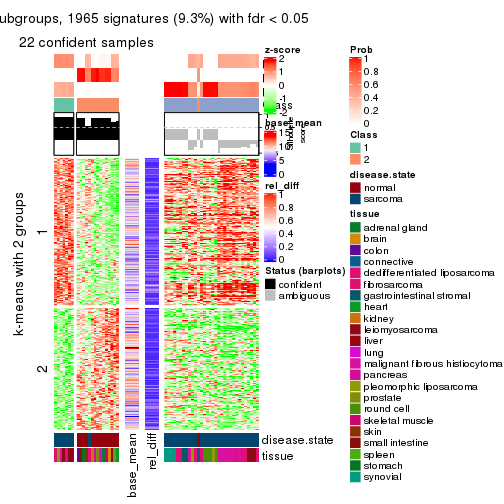 ubgroups, 1965 signatures (9.3%) with fdr < 0.05
22 confident samples
1
2
k-means with 2 groups
base_mean
rel_diff
disease.state
tissue
z-score
2
1
0
-1
-2
Class
base_mean
15
10
5
0
rel_diff
1
0.8
0.6
0.4
0.2
0
Status (barplots)
confident
ambiguous
Prob
1
0.8
0.6
0.4
0.2
0
Class
1
2
disease.state
normal
sarcoma
tissue
adrenal gland
brain
colon
connective
dedifferentiated liposarcoma
fibrosarcoma
gastrointestinal stromal
heart
kidney
leiomyosarcoma
liver
lung
malignant fibrous histiocytoma
pancreas
pleomorphic liposarcoma
prostate
round cell
skeletal muscle
skin
small intestine
spleen
stomach
synovial